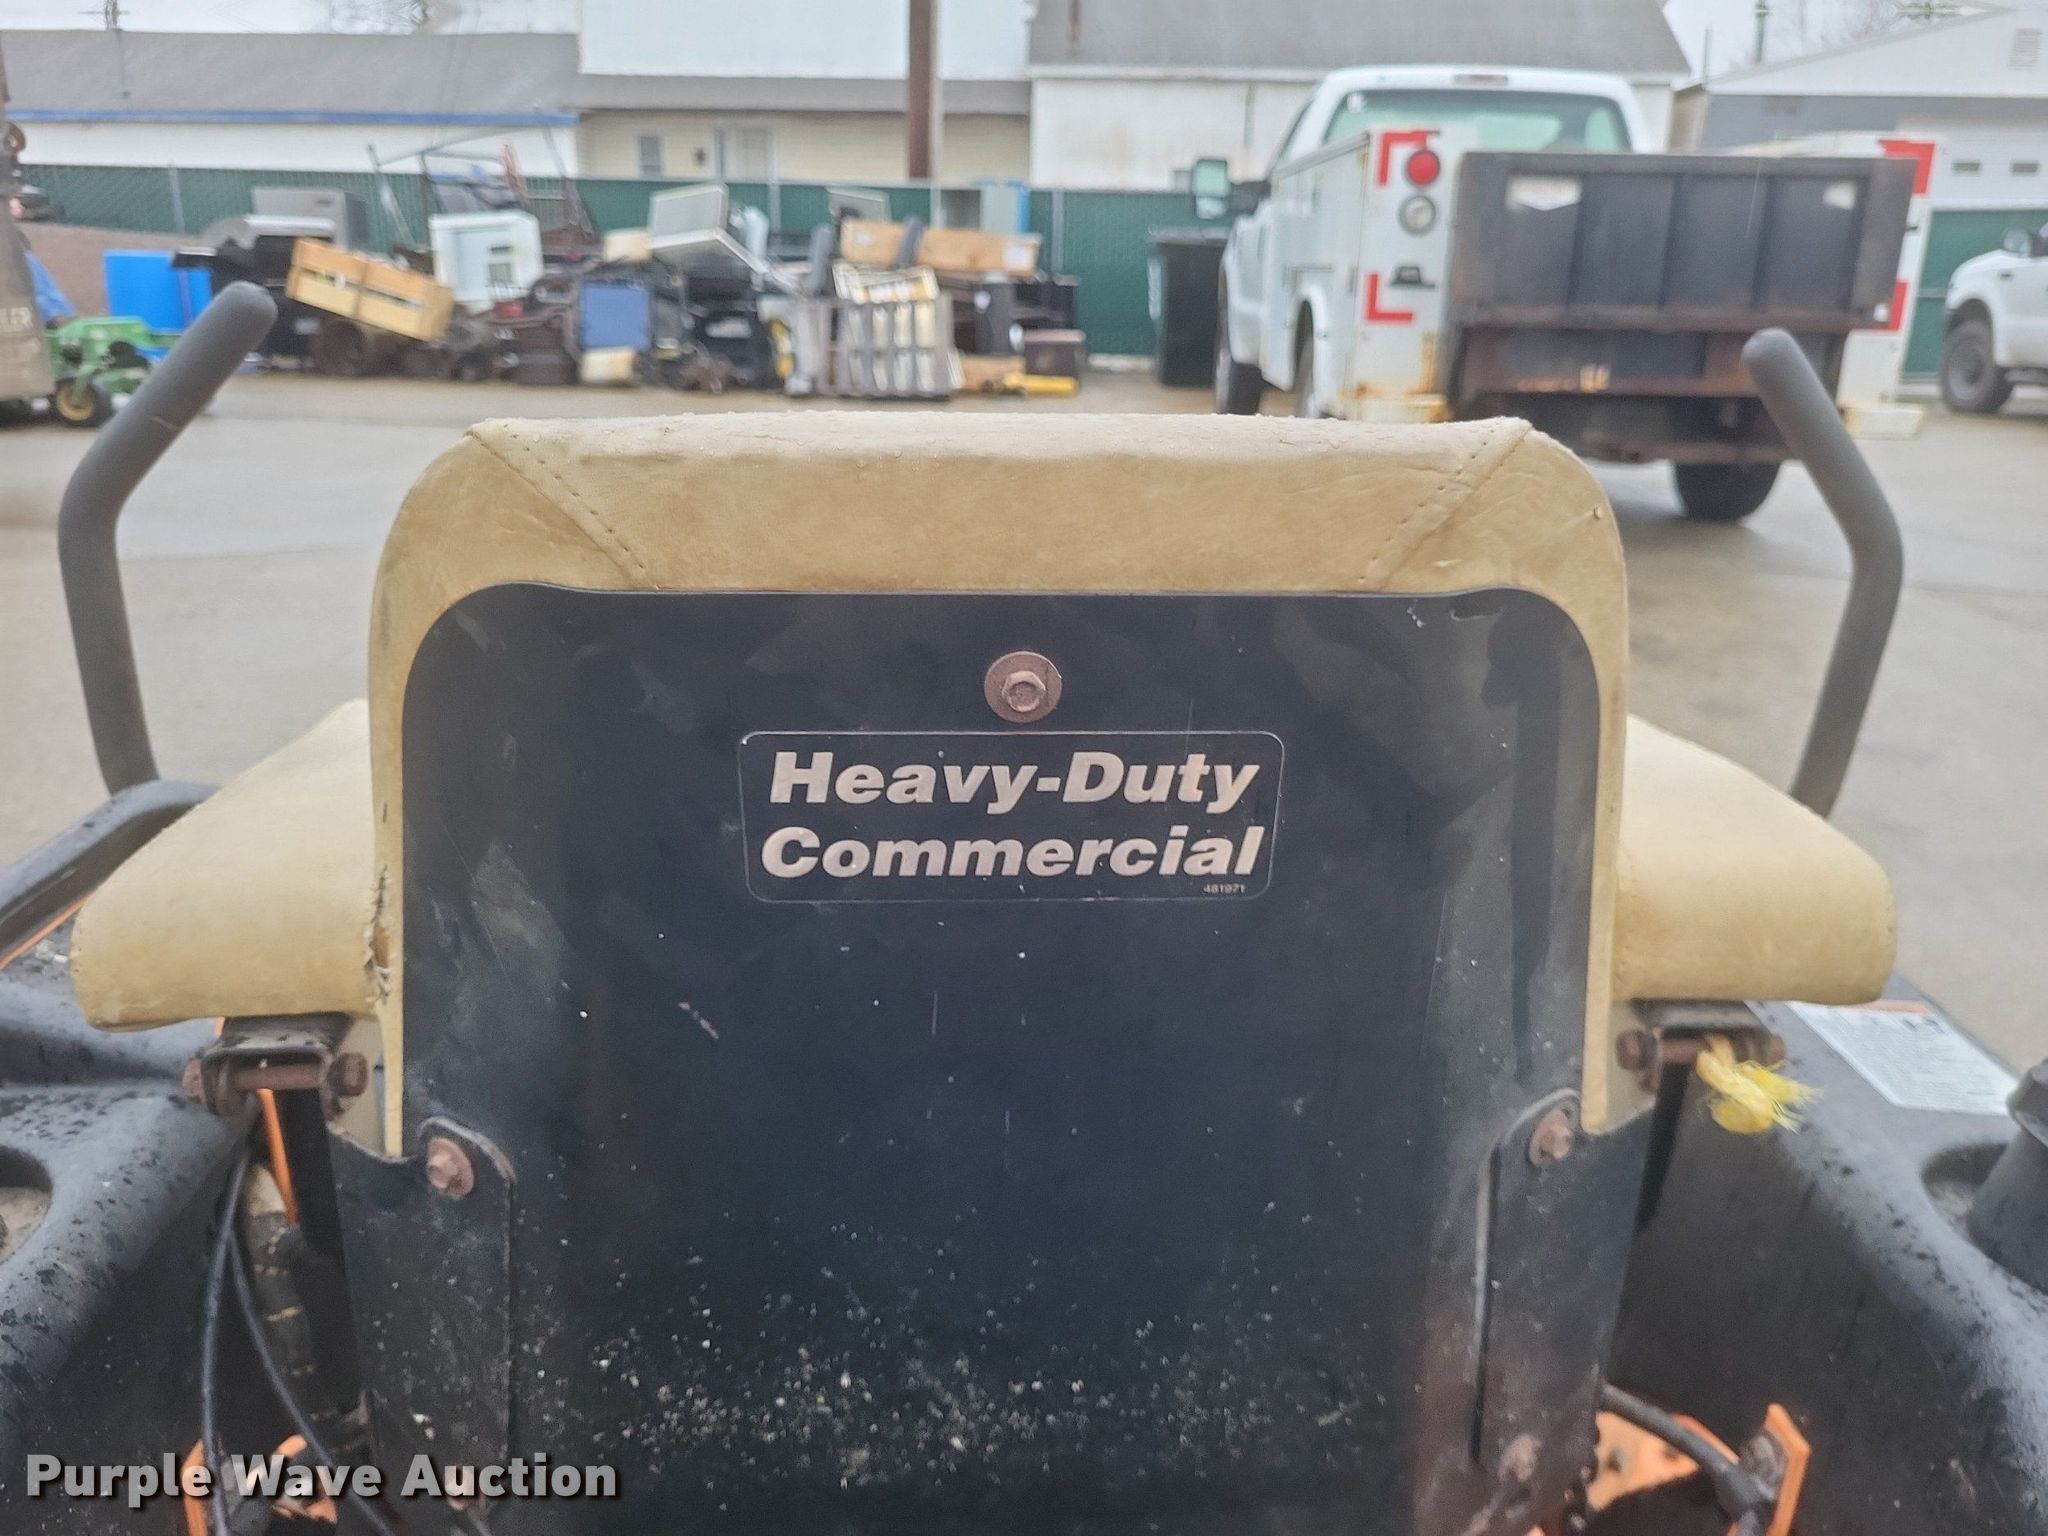 Heavy-Duty
Commercial
481971
Purple Wave Auction